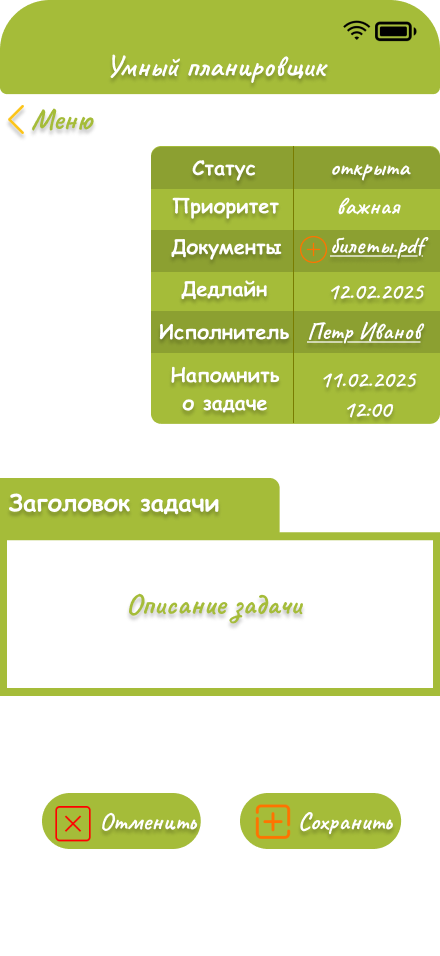 Умный планировщик
Меню
Статус открыта
Приоритет важная
Документы билеты.pdf
Дедлайн 12.02.2025
Исполнитель Петр Иванов
Напомнить 11.02.2025
о задаче 12:00
Заголовок задачи
Описание задачи
Отменить Сохранить